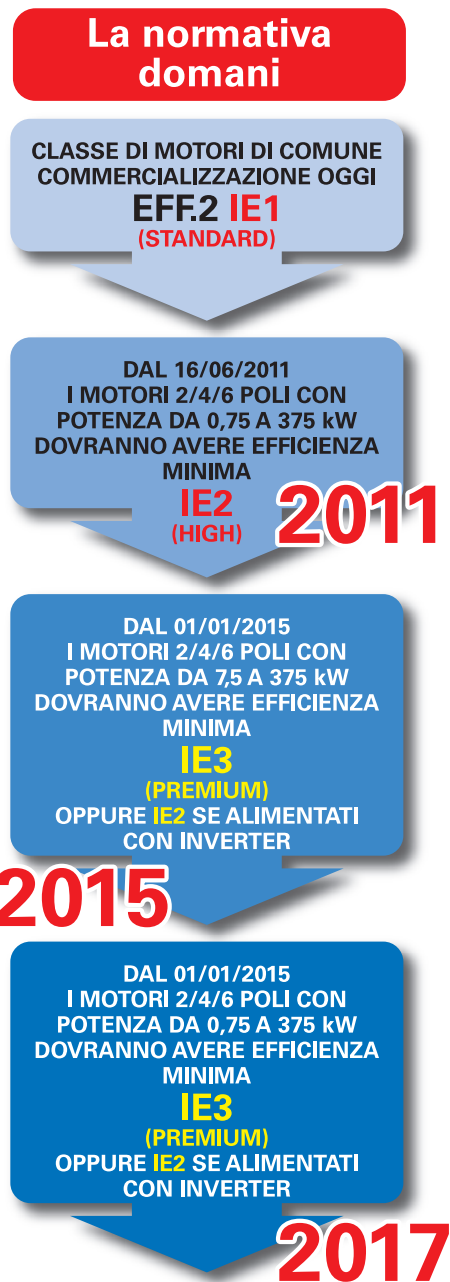 La normativa
domani
CLASSE DI MOTORI DI COMUNE
COMMERCIALIZZAZIONE OGGI
EFF.2 IE1
(STANDARD)
DAL 16/06/2011
I MOTORI 2/4/6 POLI CON
POTENZA DA 0,75 A 375 kW
DOVRANNO AVERE EFFICIENZA
MINIMA
IE2
(HIGH)
2011
DAL 01/01/2015
I MOTORI 2/4/6 POLI CON
POTENZA DA 7,5 A 375 kW
DOVRANNO AVERE EFFICIENZA
MINIMA
IE3
(PREMIUM)
OPPURE IE2 SE ALIMENTATI
CON INVERTER
2015
DAL 01/01/2015
I MOTORI 2/4/6 POLI CON
POTENZA DA 0,75 A 375 kW
DOVRANNO AVERE EFFICIENZA
MINIMA
IE3
(PREMIUM)
OPPURE IE2 SE ALIMENTATI
CON INVERTER
2017